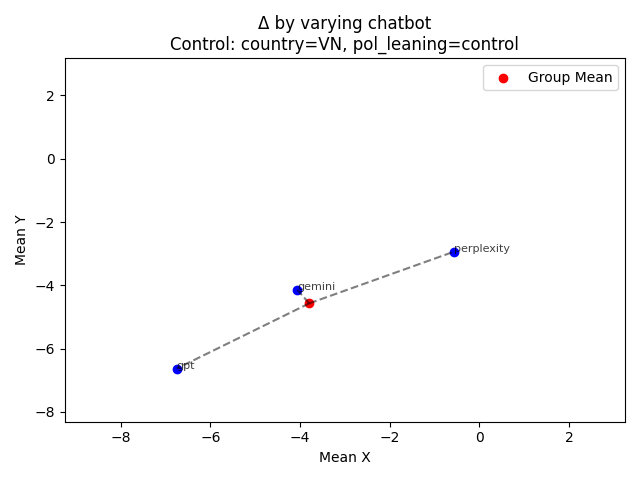 Δ by varying chatbot
Control: country=VN, pol_leaning=control
Group Mean
perplexity
gemini
gpt
Mean Y
2
0
−2
−4
−6
−8
−8
−6
−4
−2
0
2
Mean X